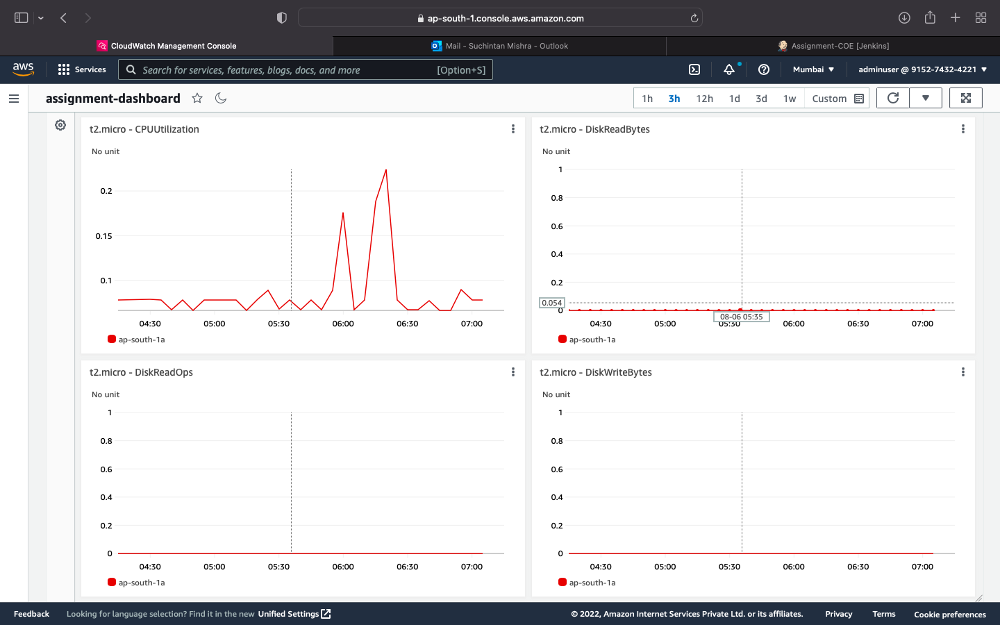 ap-south-1.console.aws.amazon.com
CloudWatch Management Console
Mail - Suchintan Mishra - Outlook
Assignment-COE [Jenkins]
aws Services Search for services, features, blogs, docs, and more [Option+S] Mumbai ▼ adminuser @ 9152-7432-4221 ▼
assignment-dashboard 1h 3h 12h 1d 3d 1w Custom
t2.micro - CPUUtilization
No unit
0.2
0.15
0.1
04:30 05:00 05:30 06:00 06:30 07:00
ap-south-1a
t2.micro - DiskReadBytes
No unit
1
0.8
0.6
0.4
0.2
0.054
0
08-06 05:35
04:30 05:00 05:30 06:00 06:30 07:00
ap-south-1a
t2.micro - DiskReadOps
No unit
1
0.8
0.6
0.4
0.2
0
04:30 05:00 05:30 06:00 06:30 07:00
ap-south-1a
t2.micro - DiskWriteBytes
No unit
1
0.8
0.6
0.4
0.2
0
04:30 05:00 05:30 06:00 06:30 07:00
ap-south-1a
Feedback Looking for language selection? Find it in the new Unified Settings © 2022, Amazon Internet Services Private Ltd. or its affiliates. Privacy Terms Cookie preferences